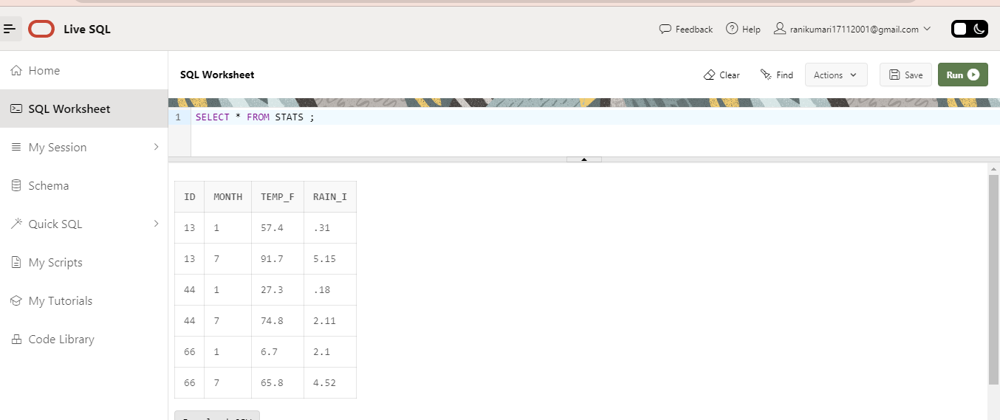 Live SQL
Feedback
Help
ranikumari17112001@gmail.com
Home
SQL Worksheet
My Session
Schema
Quick SQL
My Scripts
My Tutorials
Code Library
SQL Worksheet
Clear
Find
Actions
Save
Run
1 SELECT * FROM STATS ;
ID MONTH TEMP_F RAIN_I
13 1 57.4 .31
13 7 91.7 5.15
44 1 27.3 .18
44 7 74.8 2.11
66 1 6.7 2.1
66 7 65.8 4.52